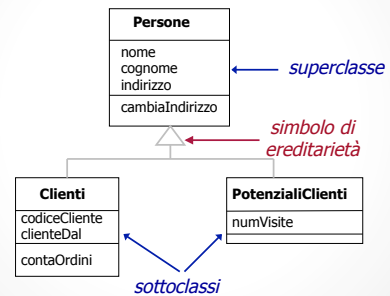 Persone
nome
cognome
indirizzo
cambiaIndirizzo
superclasse
simbolo di
ereditarietà
Clienti
codiceCliente
clienteDal
contaOrdini
PotenzialiClienti
numVisite
sottoclassi